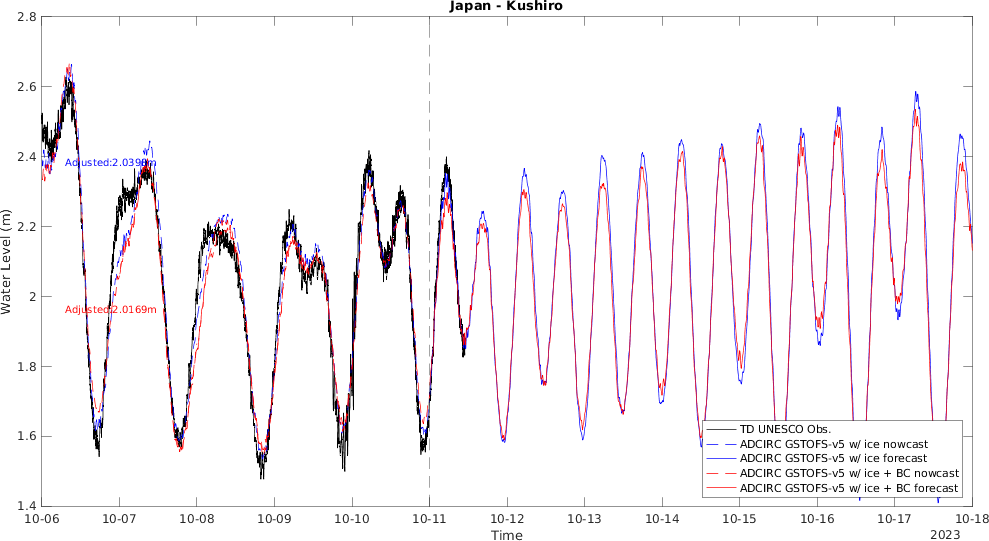 Japan - Kushiro
Water Level (m)
2.8
2.6
2.4
2.2
2
1.8
1.6
1.4
Adjusted:2.0169m
TD UNESCO Obs.
ADCIRC GSTOFS-v5 w/ ice nowcast
ADCIRC GSTOFS-v5 w/ ice forecast
ADCIRC GSTOFS-v5 w/ ice + BC nowcast
ADCIRC GSTOFS-v5 w/ ice + BC forecast
10-06 10-07 10-08 10-09 10-10 10-11 10-12 10-13 10-14 10-15 10-16 10-17 10-18
Time
2023